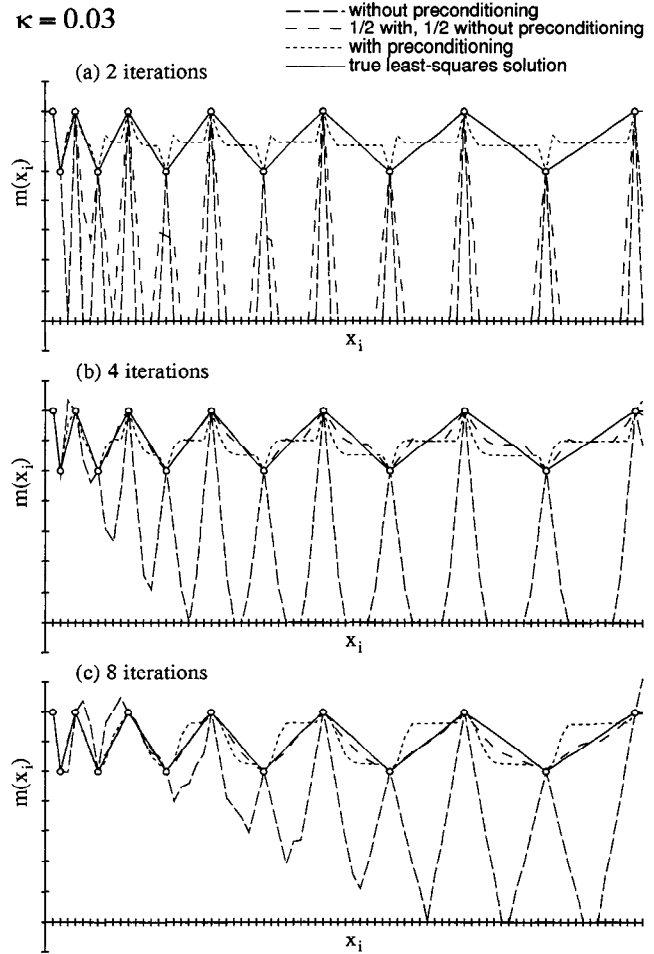 κ = 0.03
without preconditioning
1/2 with, 1/2 without preconditioning
with preconditioning
true least-squares solution
(a) 2 iterations
m(xᵢ)
xᵢ
(b) 4 iterations
m(xᵢ)
xᵢ
(c) 8 iterations
m(xᵢ)
xᵢ